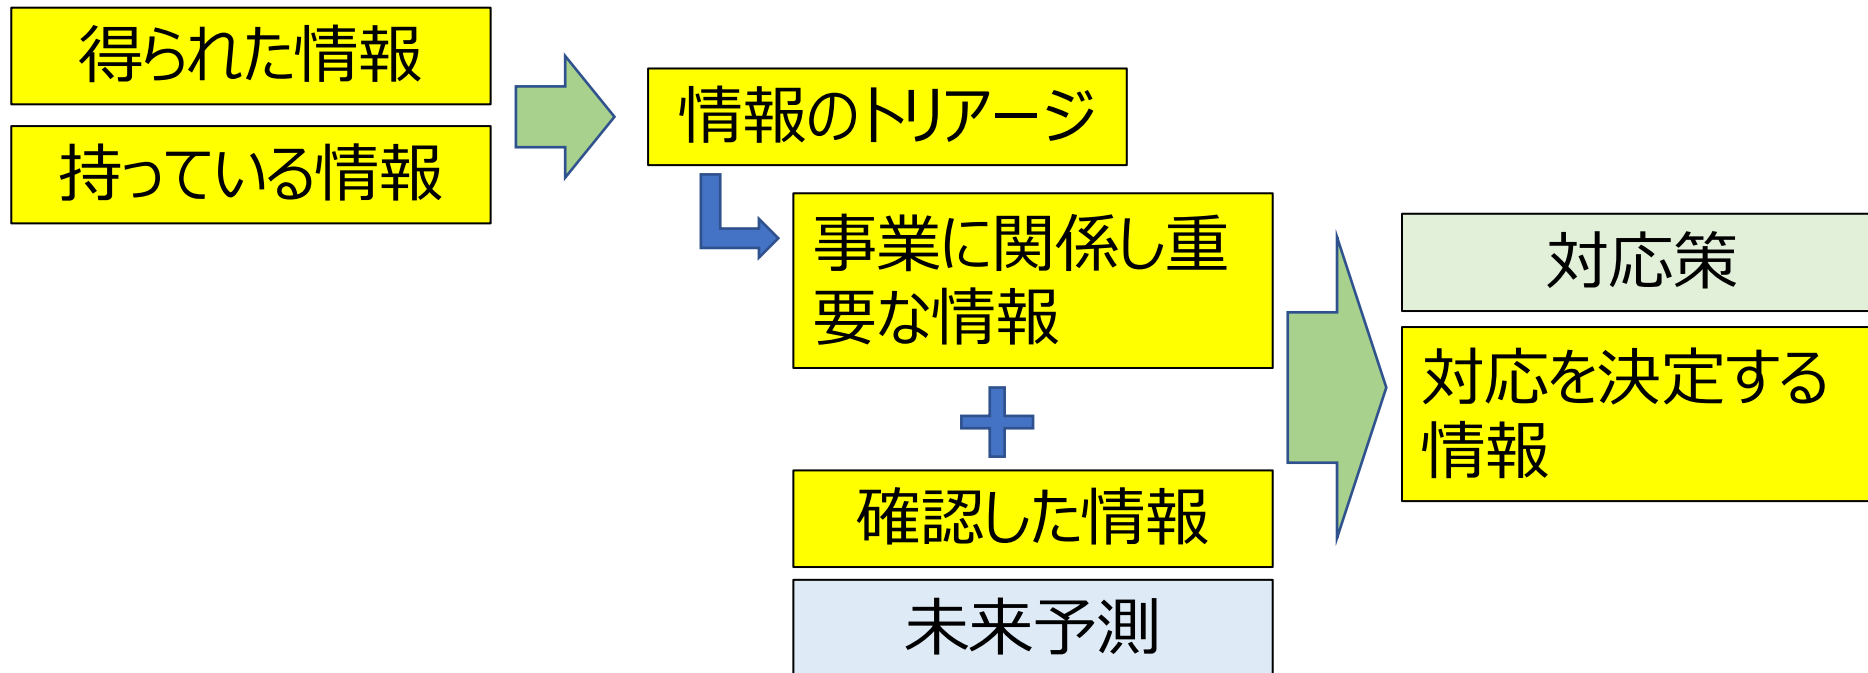 得られた情報
持っている情報
情報のトリアージ
事業に関係し重
要な情報
確認した情報
未来予測
対応策
対応を決定する
情報